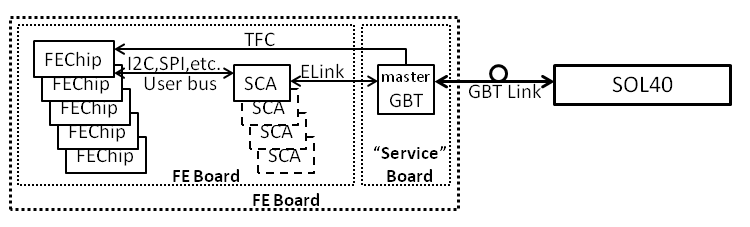 TFC
FEChip
FEChip
FEChip
FEChip
FEChip
I2C,SPI,etc.
User bus
SCA
SCA
SCA
SCA
ELink
master
GBT
GBT Link
SOL40
FE Board
"Service"
Board
FE Board